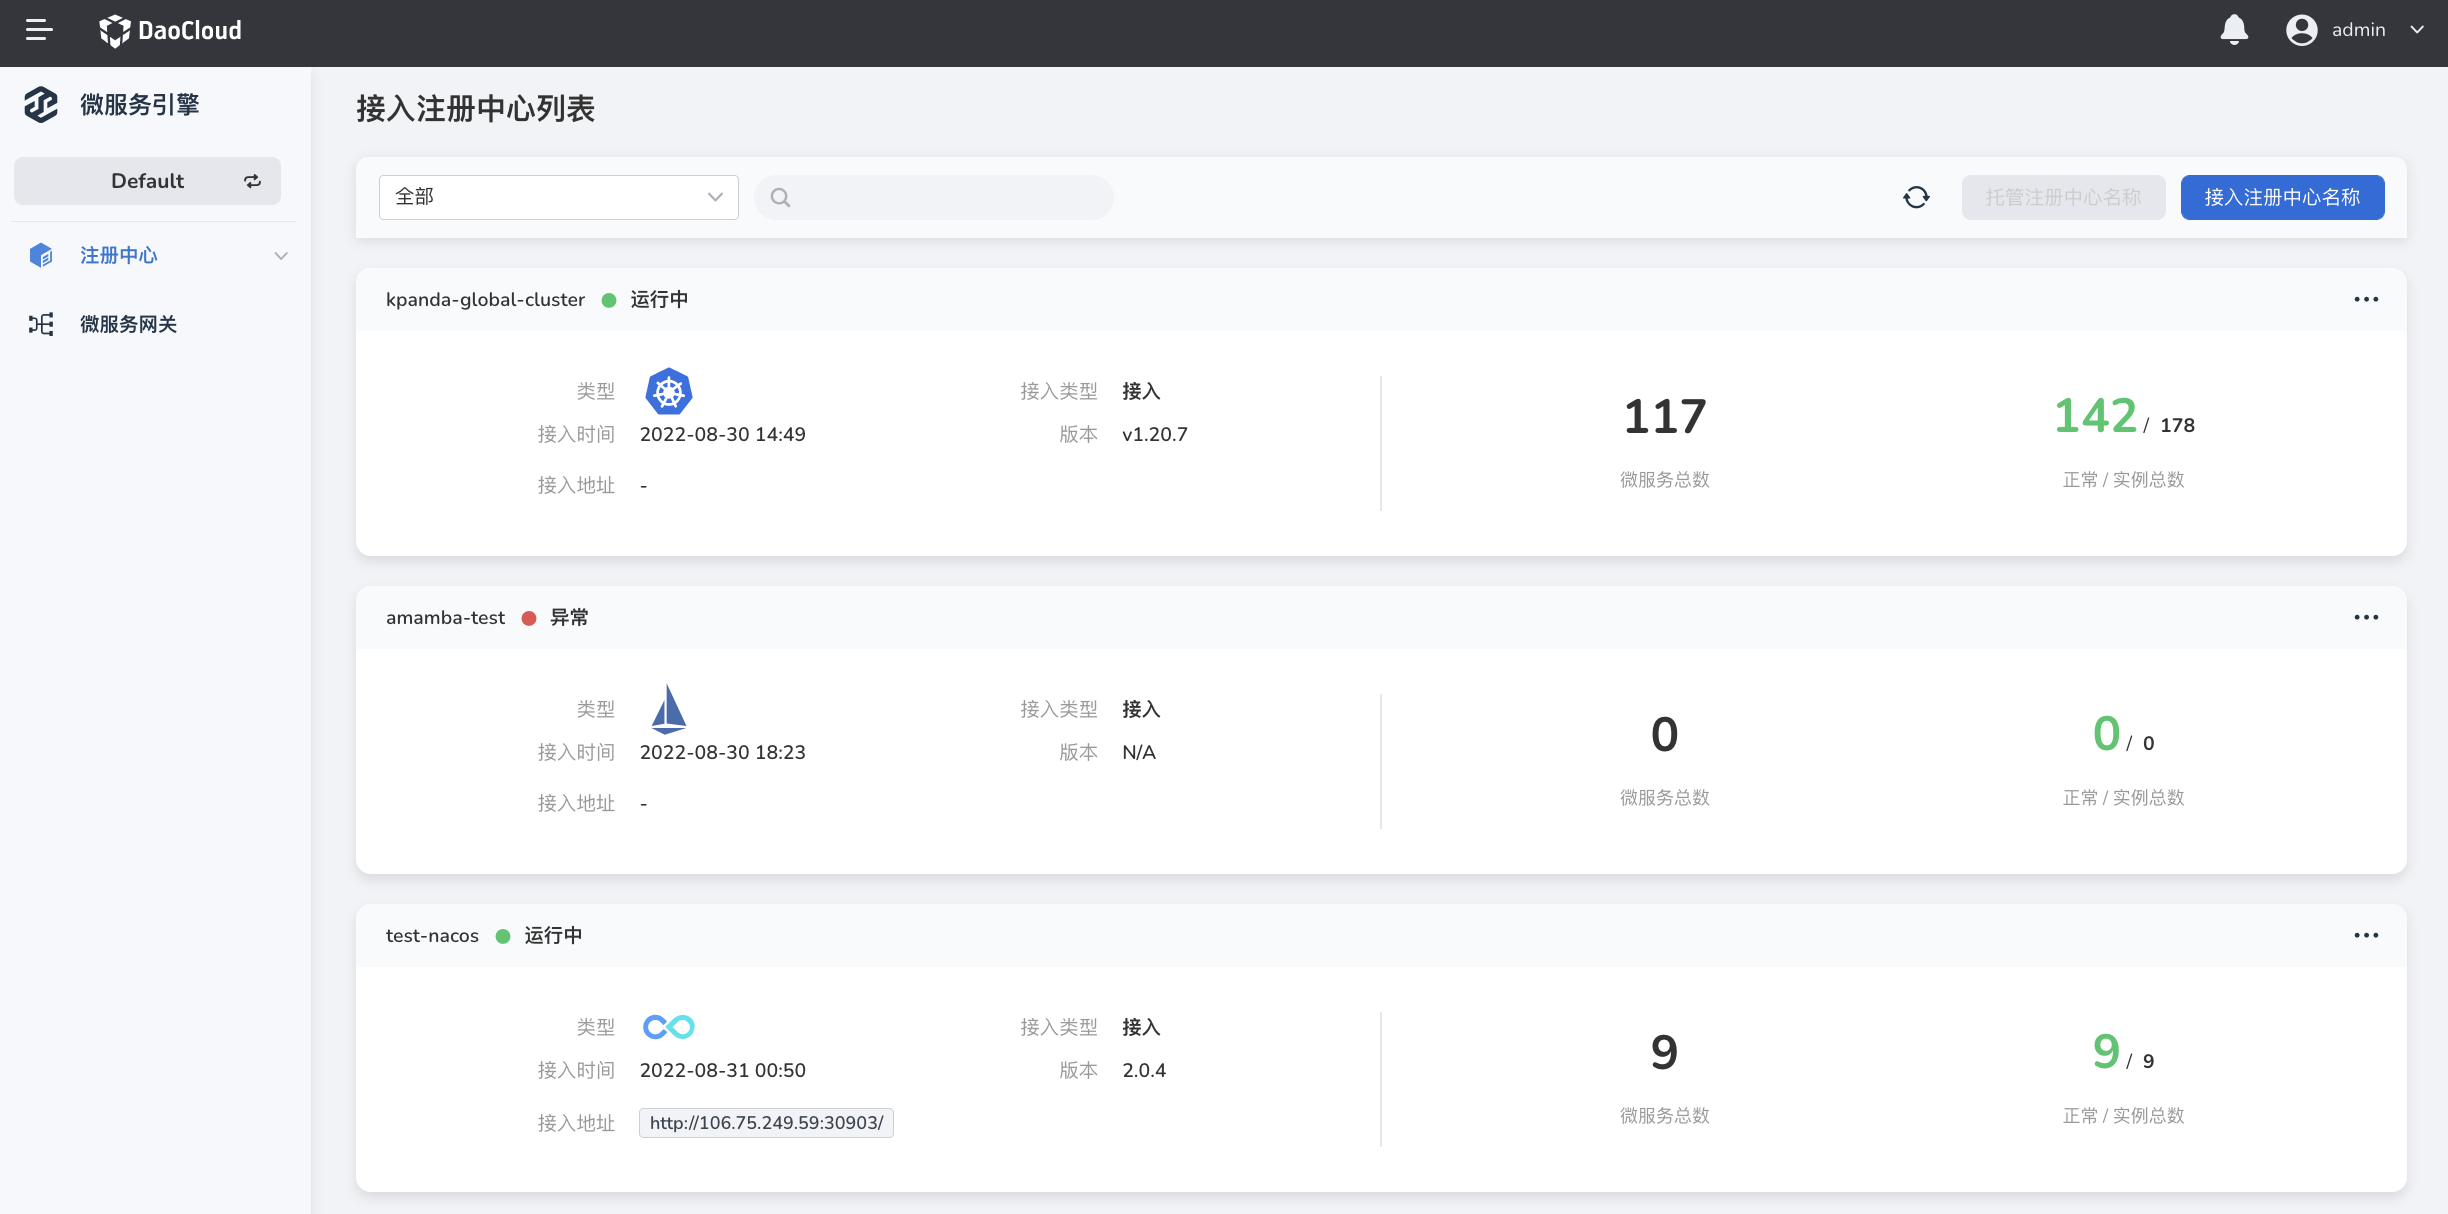 DaoCloud
admin
微服务引擎
Default
注册中心
微服务网关
接入注册中心列表
全部
托管注册中心名称
接入注册中心名称
kpanda-global-cluster 运行中
类型
接入类型 接入
接入时间 2022-08-30 14:49
版本 v1.20.7
接入地址 -
117
微服务总数
142 / 178
正常 / 实例总数
amamba-test 异常
类型
接入类型 接入
接入时间 2022-08-30 18:23
版本 N/A
接入地址 -
0
微服务总数
0 / 0
正常 / 实例总数
test-nacos 运行中
类型
接入类型 接入
接入时间 2022-08-31 00:50
版本 2.0.4
接入地址 http://106.75.249.59:30903/
9
微服务总数
9 / 9
正常 / 实例总数